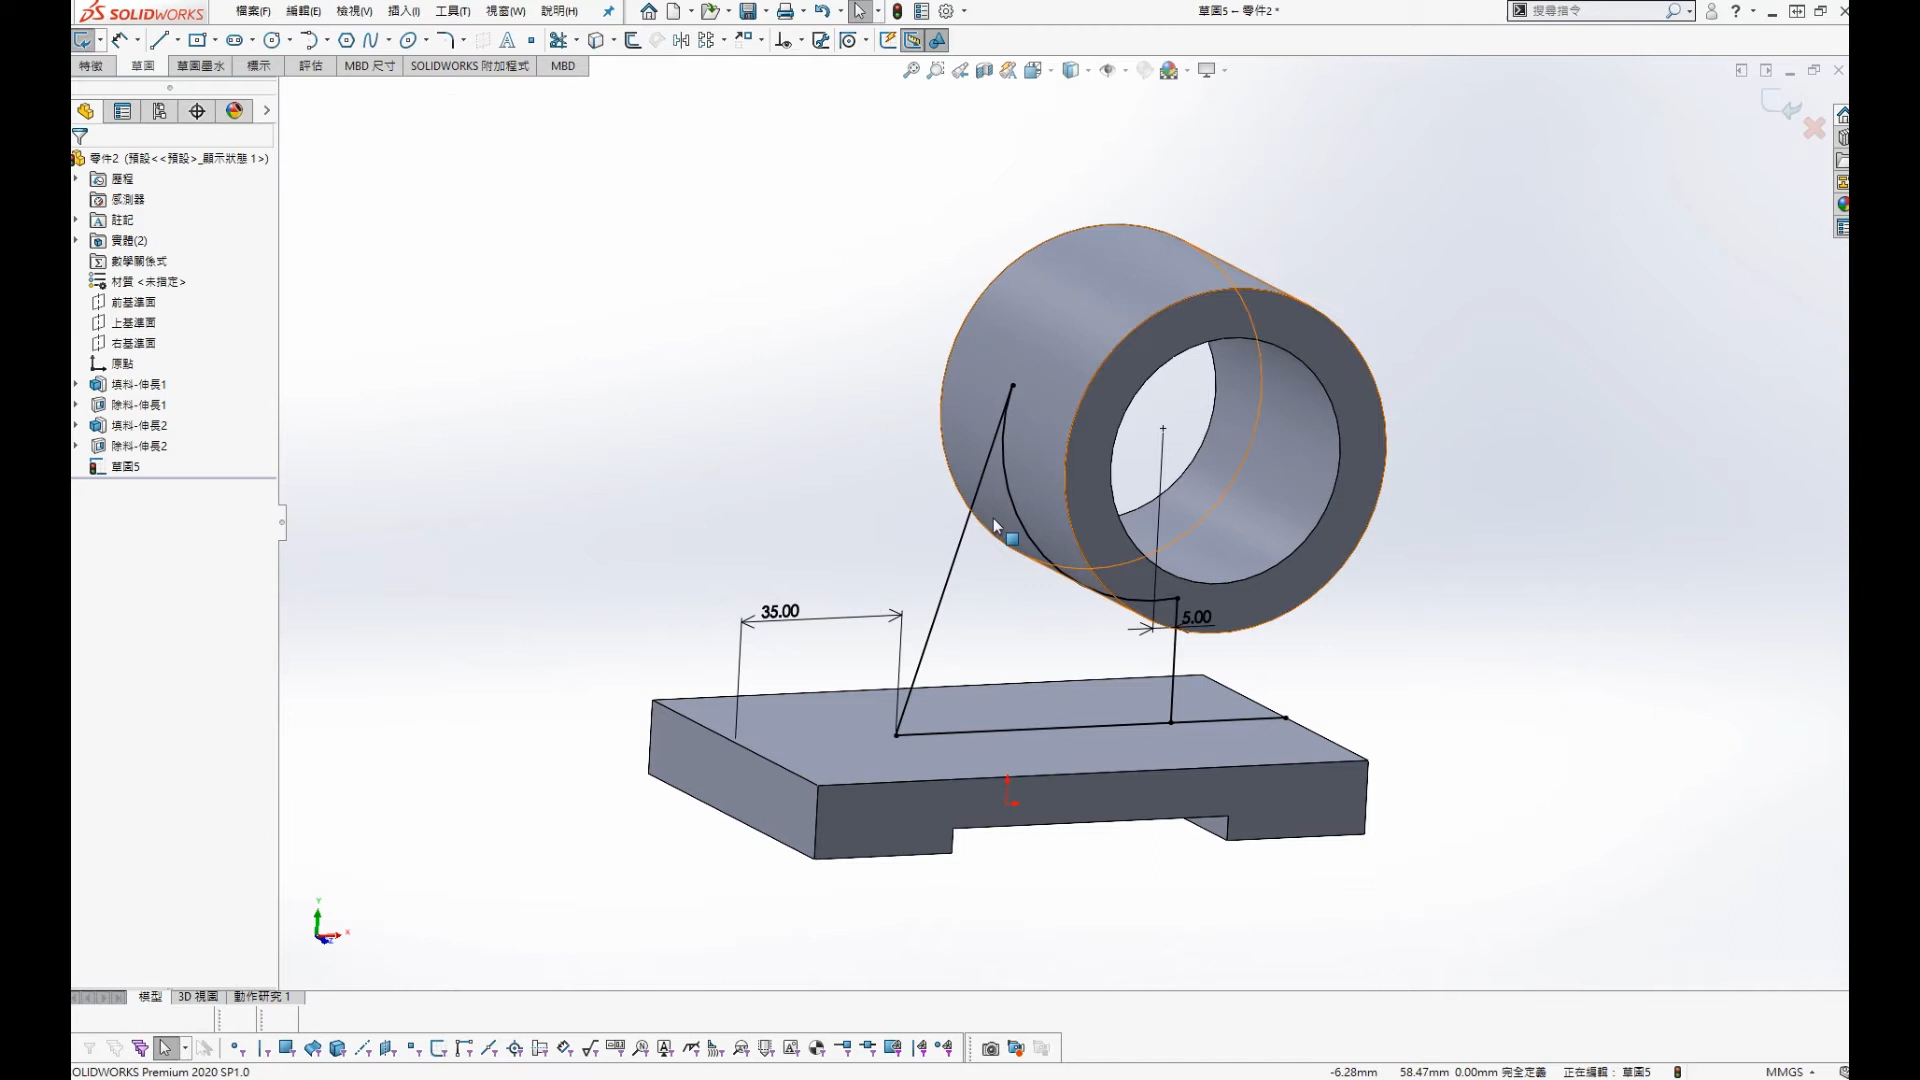 SOLIDWORKS 檔案(F) 編輯(E) 檢視(V) 插入(I) 工具(T) 視窗(W) 說明(H) 草圖5 - 零件2 * 搜尋指令
特徵 草圖 草圖墨水 標示 評估 MBD 尺寸 SOLIDWORKS 附加程式 MBD
零件2 (預設<<預設>_顯示狀態 1>)
歷程
感測器
註記
實體(2)
數學關係式
材質 <未指定>
前基準面
上基準面
右基準面
原點
填料-伸長1
除料-伸長1
填料-伸長2
除料-伸長2
草圖5
35.00
5.00
Y
X
模型 3D 視圖 動作研究 1
OLIDWORKS Premium 2020 SP1.0 -6.28mm 58.47mm 0.00mm 完全定義 正在編輯： 草圖5 MMGS